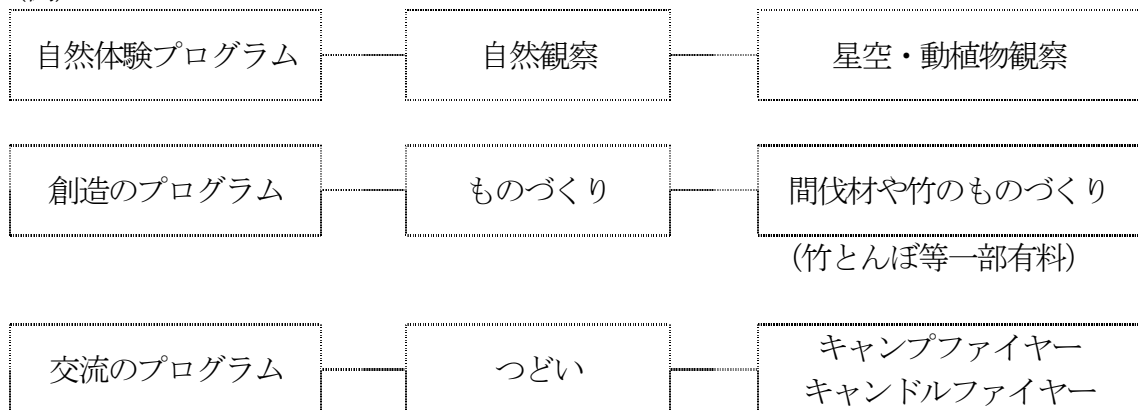 自然体験プログラム 自然観察 星空・動植物観察
創造のプログラム ものづくり 間伐材や竹のものづくり
(竹とんぼ等一部有料)
交流のプログラム つどい キャンプファイヤー
キャンドルファイヤー